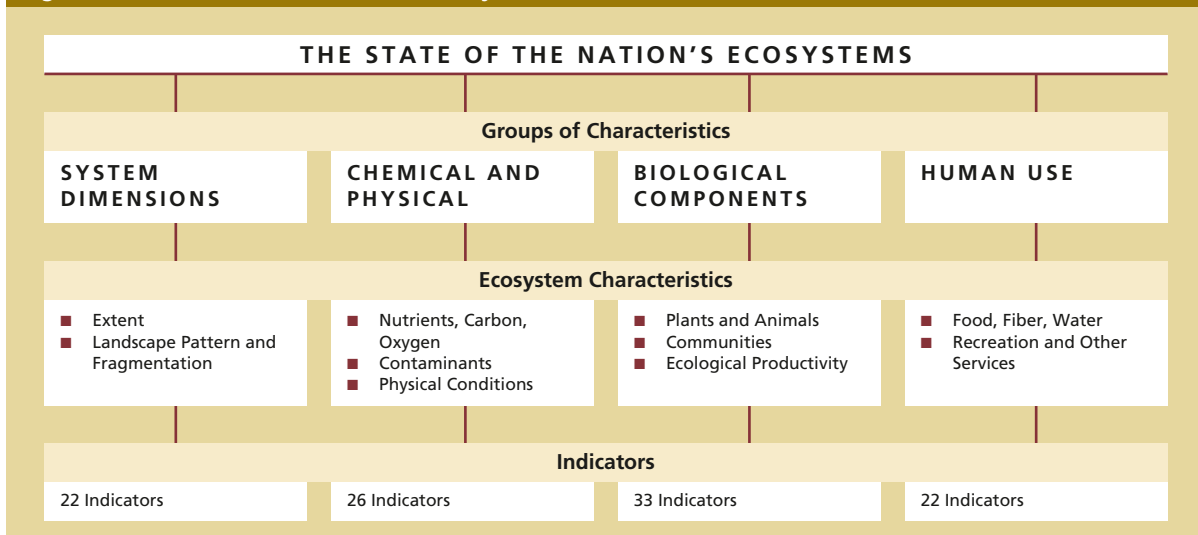 THE STATE OF THE NATION'S ECOSYSTEMS
Groups of Characteristics
SYSTEM
DIMENSIONS
CHEMICAL AND
PHYSICAL
BIOLOGICAL
COMPONENTS
HUMAN USE
Ecosystem Characteristics
■ Extent
■ Landscape Pattern and
Fragmentation
■ Nutrients, Carbon,
Oxygen
■ Contaminants
■ Physical Conditions
■ Plants and Animals
■ Communities
■ Ecological Productivity
■ Food, Fiber, Water
■ Recreation and Other
Services
Indicators
22 Indicators
26 Indicators
33 Indicators
22 Indicators